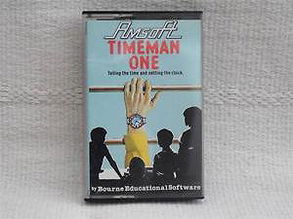 AMSOFT
TIMEMAN
ONE
Telling the time and setting the clock.
by Bourne Educational Software